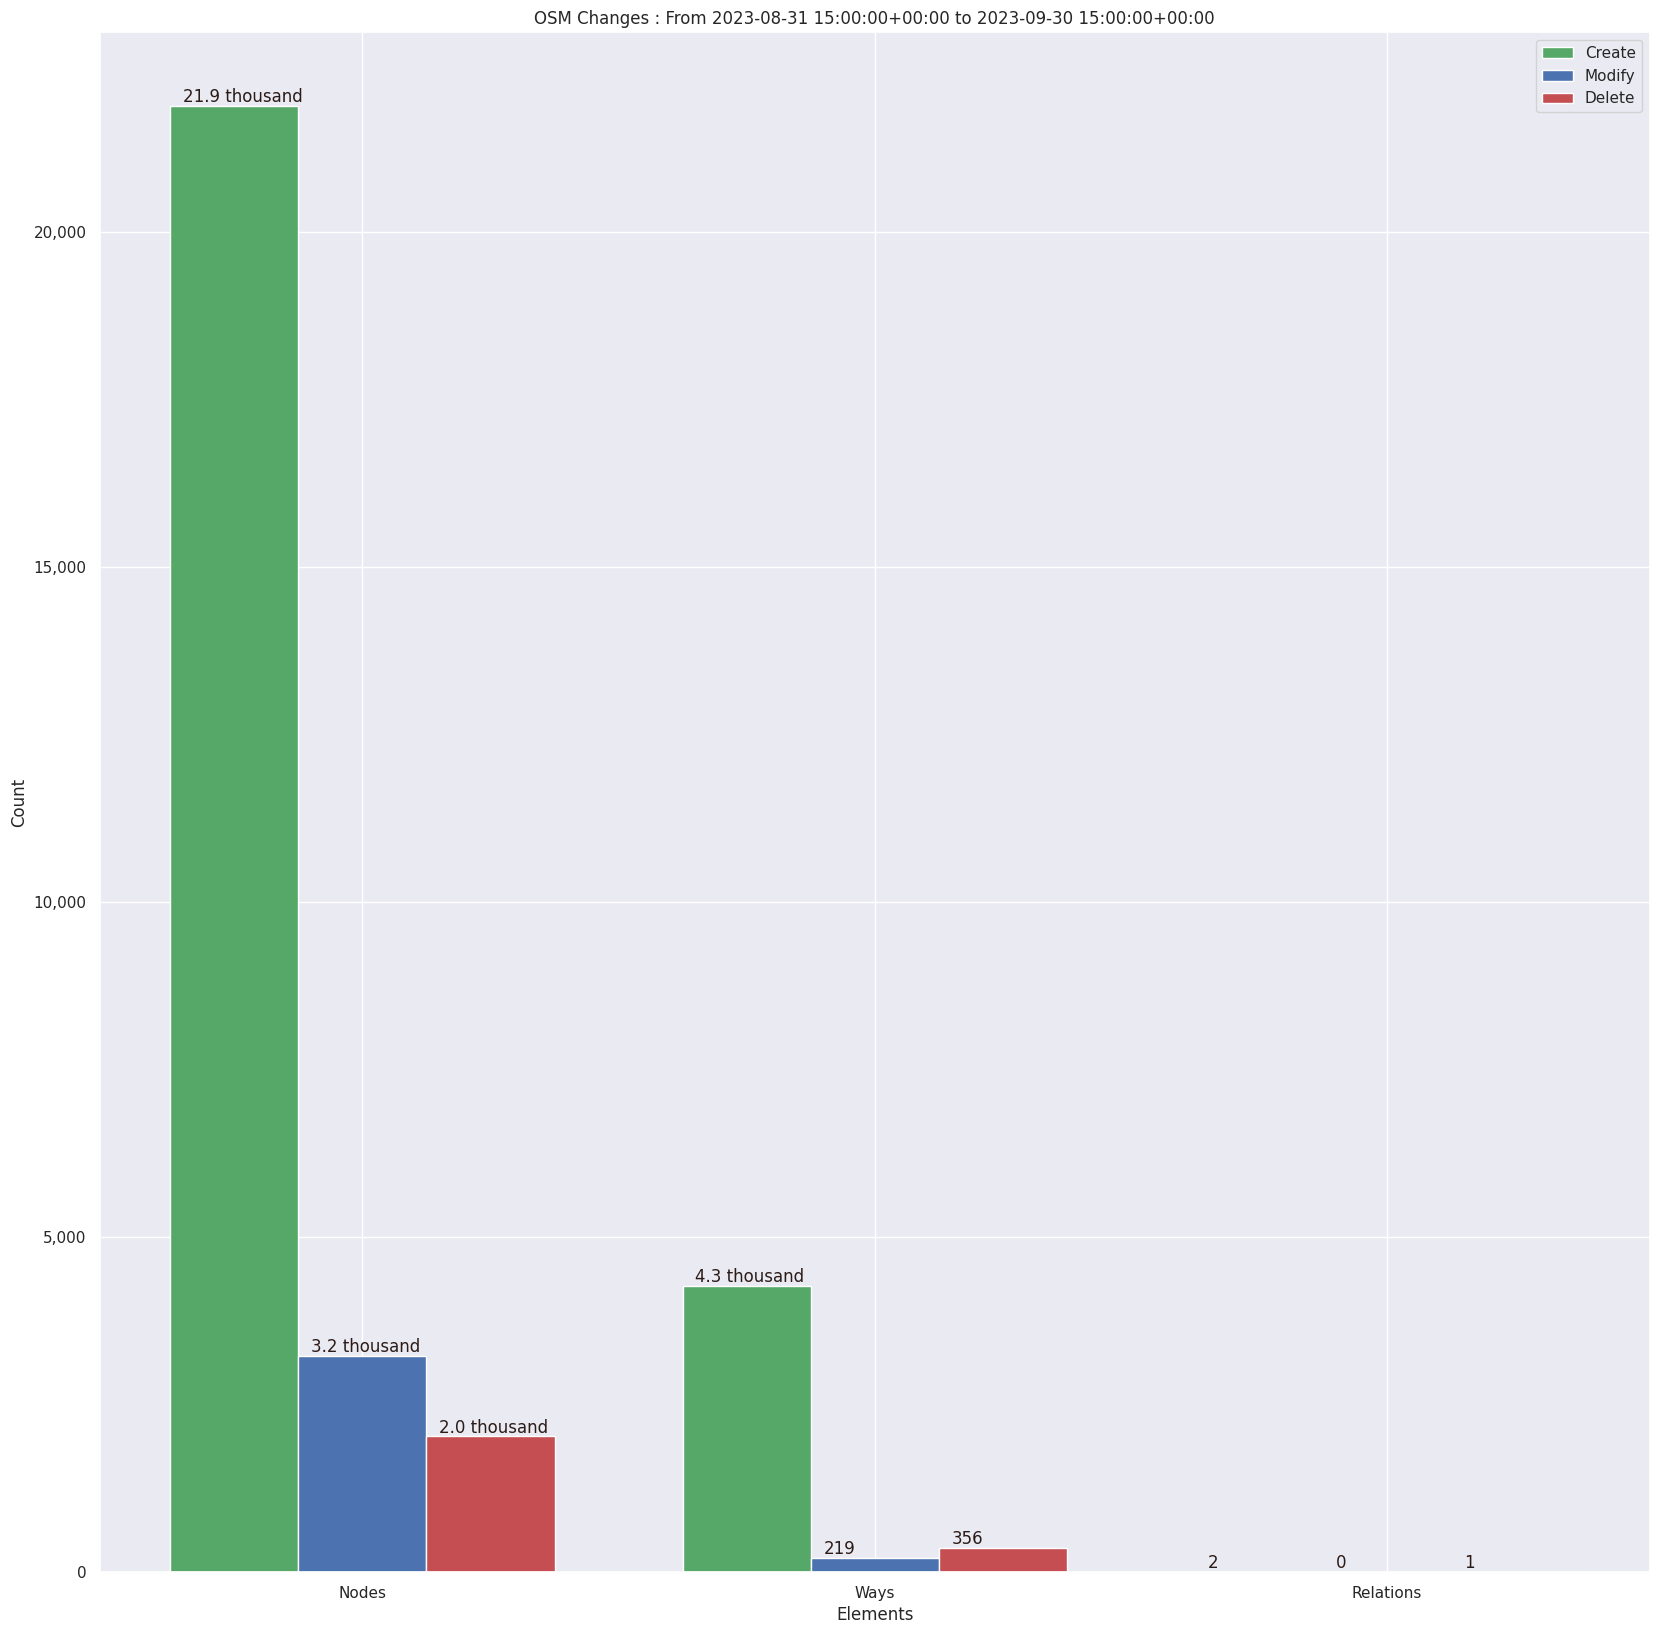 OSM Changes : From 2023-08-31 15:00:00+00:00 to 2023-09-30 15:00:00+00:00
Create
Modify
Delete
21.9 thousand
20,000
15,000
Count
10,000
5,000
4.3 thousand
3.2 thousand
2.0 thousand
356
219
2
0
1
0
Nodes
Ways
Relations
Elements